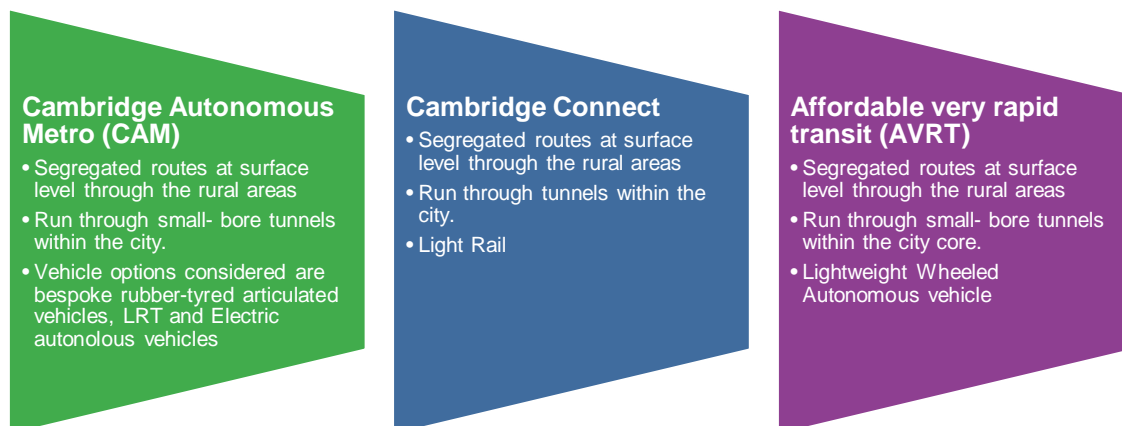 Cambridge Autonomous
Metro (CAM)
• Segregated routes at surface
level through the rural areas
• Run through small- bore tunnels
within the city.
• Vehicle options considered are
bespoke rubber-tyred articulated
vehicles, LRT and Electric
autonolous vehicles
Cambridge Connect
• Segregated routes at surface
level through the rural areas
• Run through tunnels within the
city.
• Light Rail
Affordable very rapid
transit (AVRT)
• Segregated routes at surface
level through the rural areas
• Run through small- bore tunnels
within the city core.
• Lightweight Wheeled
Autonomous vehicle